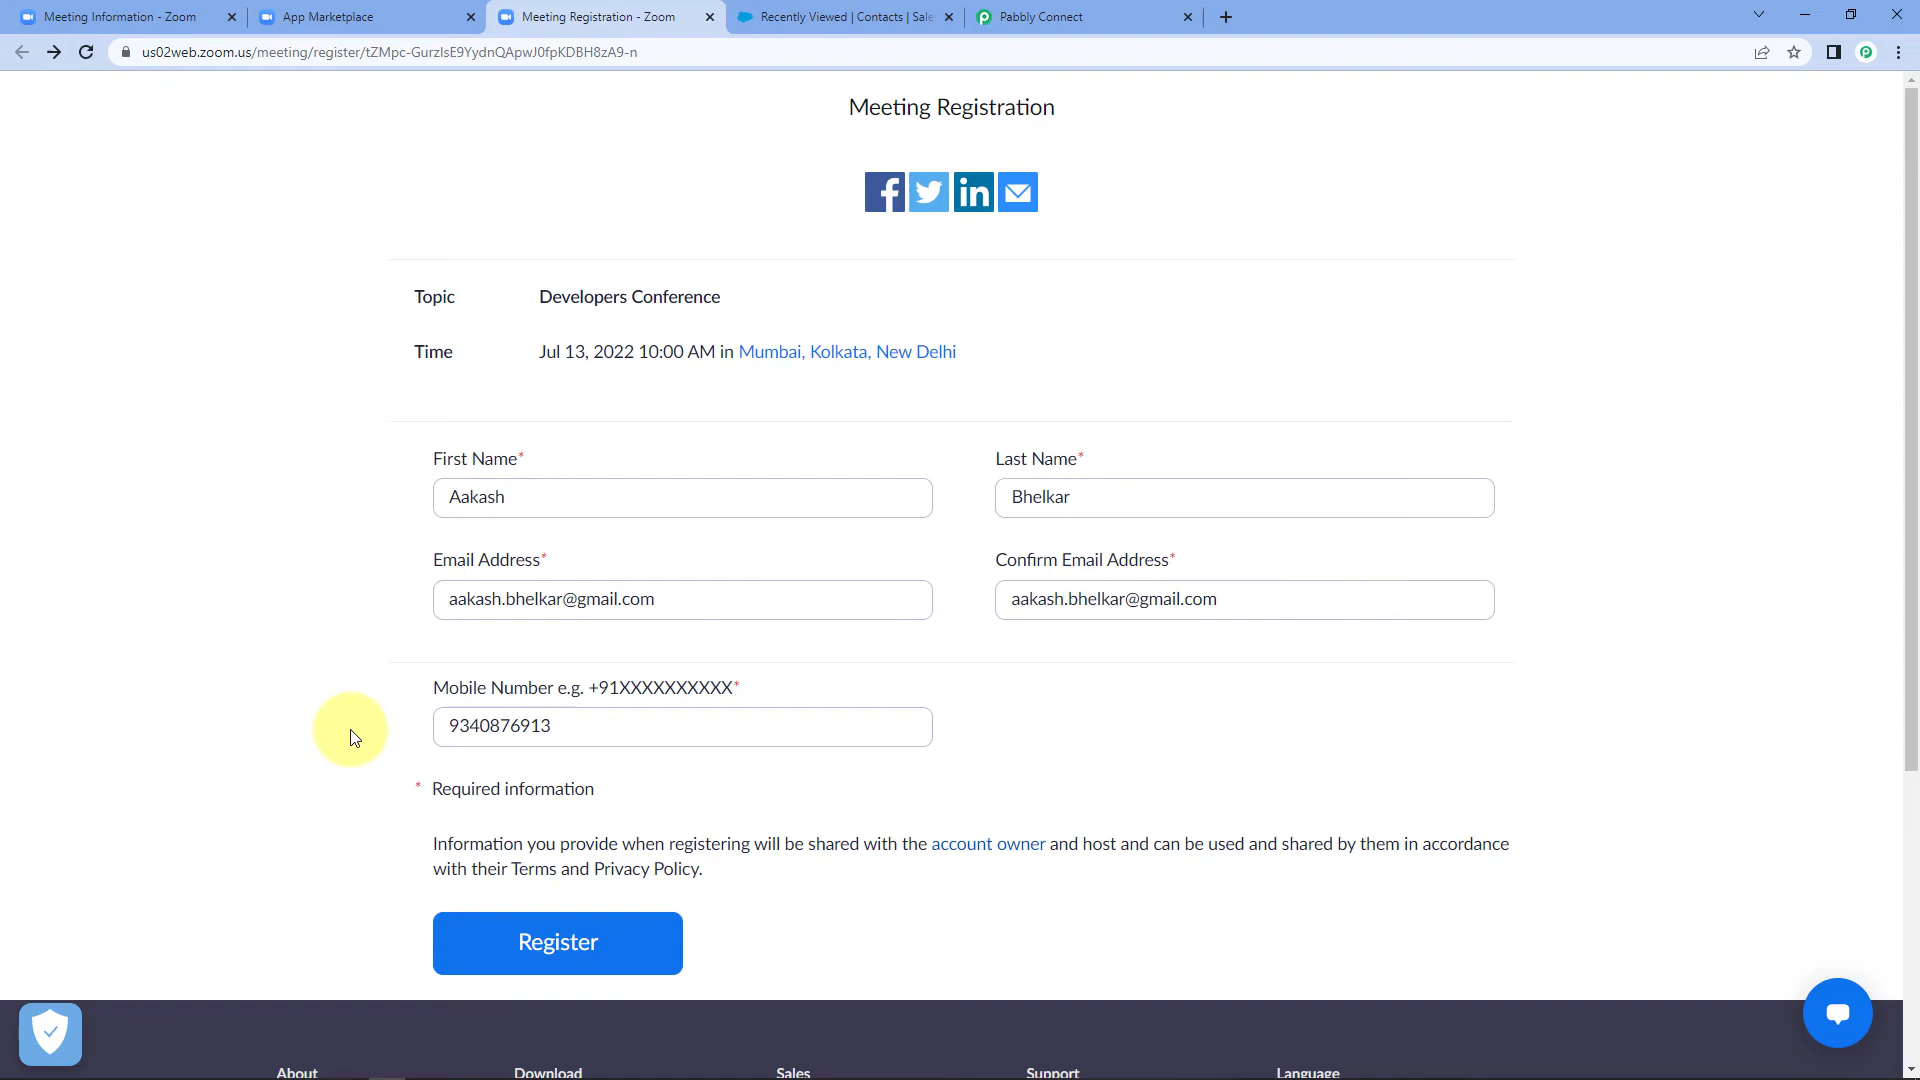 Meeting Information - Zoom
App Marketplace
Meeting Registration - Zoom
Recently Viewed | Contacts | Sale
Pabbly Connect
us02web.zoom.us/meeting/register/tZMpc-GurzIsE9YydnQApwJ0fpKDBH8zA9-n
Meeting Registration
Topic Developers Conference
Time Jul 13, 2022 10:00 AM in Mumbai, Kolkata, New Delhi
First Name* Last Name*
Aakash Bhelkar
Email Address* Confirm Email Address*
aakash.bhelkar@gmail.com aakash.bhelkar@gmail.com
Mobile Number e.g. +91XXXXXXXXXX*
9340876913
* Required information
Information you provide when registering will be shared with the account owner and host and can be used and shared by them in accordance
with their Terms and Privacy Policy.
Register
About Download Sales Support Language